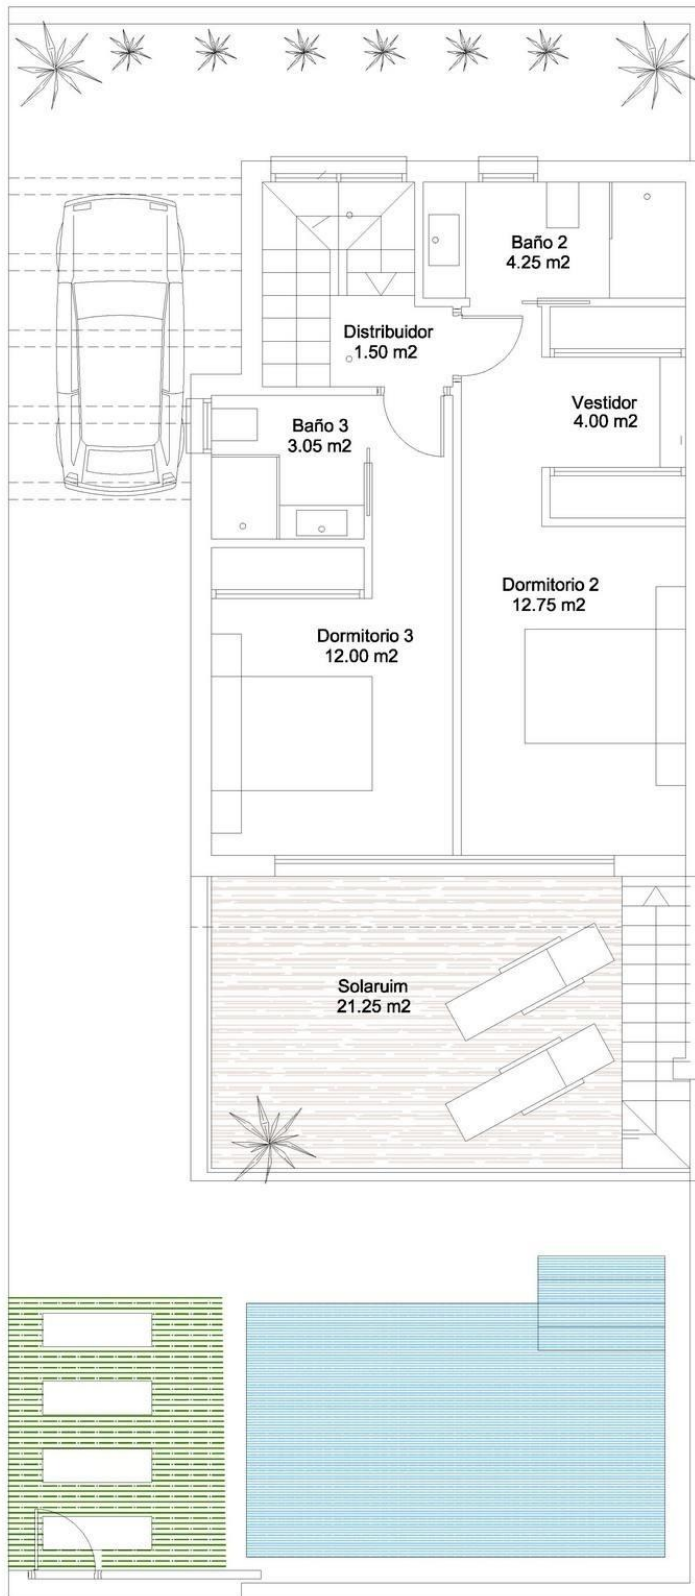 Baño 2
4.25 m2
Distribuidor
1.50 m2
Vestidor
4.00 m2
Baño 3
3.05 m2
Dormitorio 2
12.75 m2
Dormitorio 3
12.00 m2
Solaruim
21.25 m2